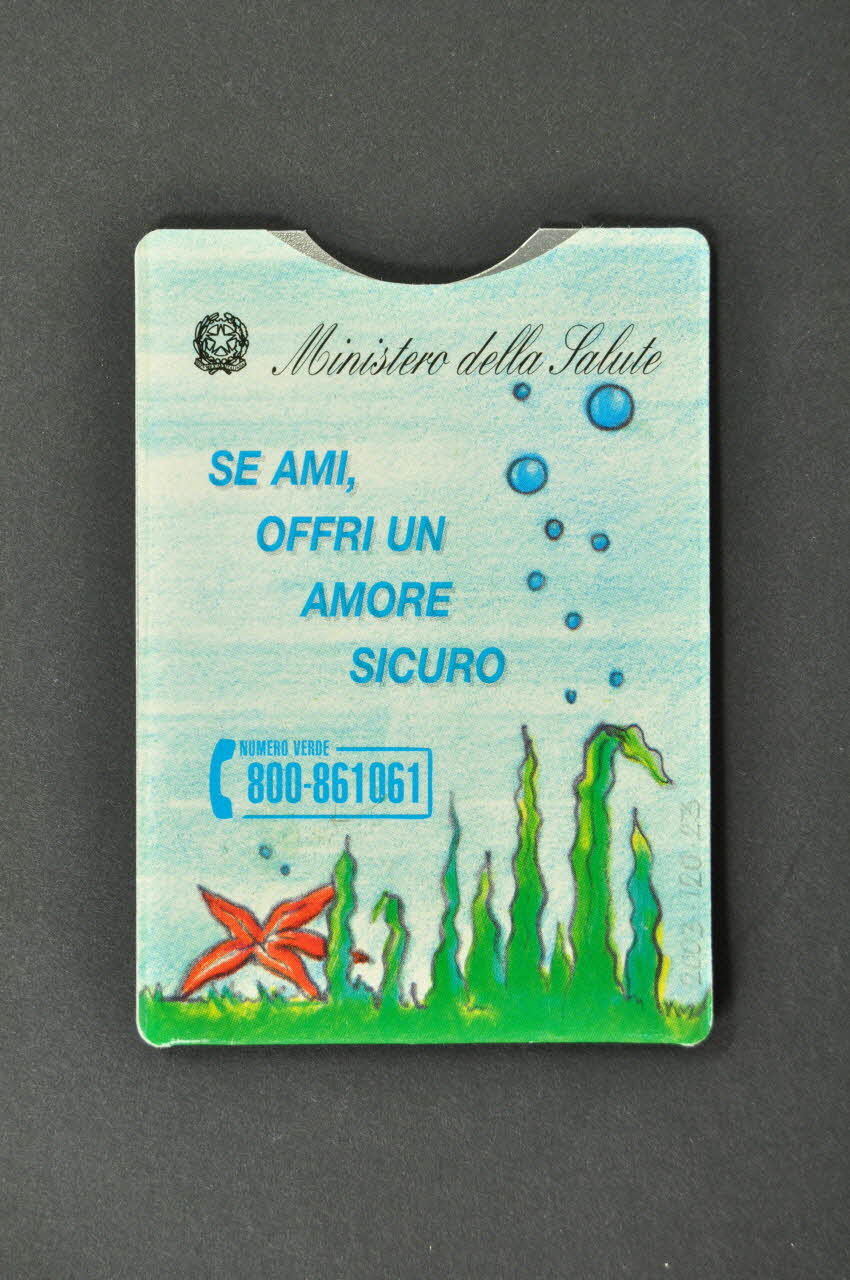 Ministero della Salute
SE AMI,
OFFRI UN
AMORE
SICURO
NUMERO VERDE
800-861061